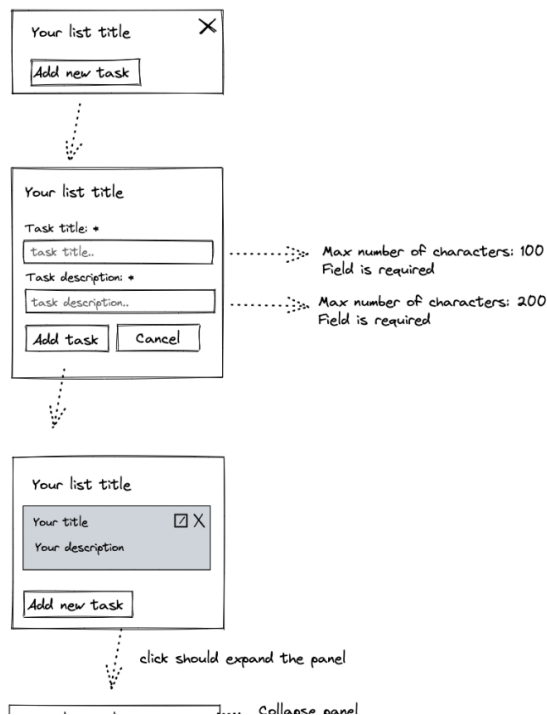 Your list title
Add new task
Your list title
Task title: *
task title..
Max number of characters: 100
Field is required
Task description: *
task description..
Max number of characters: 200
Field is required
Add task
Cancel
Your list title
Your title
Your description
Add new task
click should expand the panel
Collapse panel